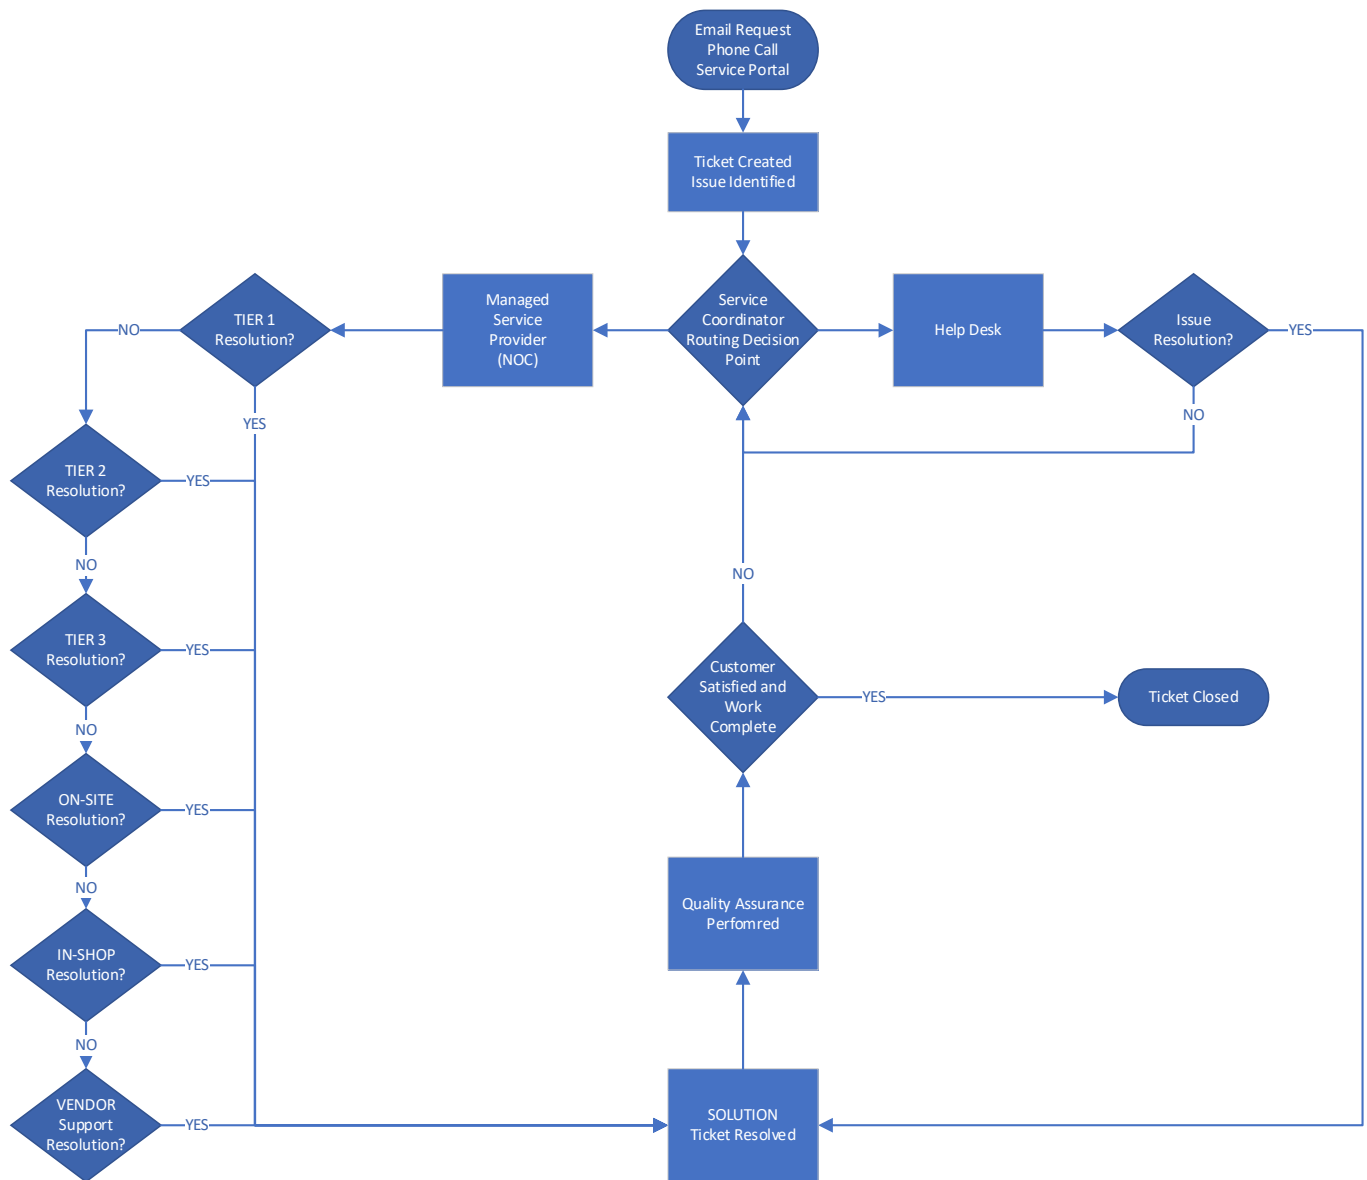 Email Request
Phone Call
Service Portal
Ticket Created
Issue Identified
TIER 1
Resolution?
Managed
Service
Provider
(NOC)
Service
Coordinator
Routing Decision
Point
Help Desk
Issue
Resolution?
NO
YES
YES
NO
TIER 2
Resolution?
YES
NO
NO
TIER 3
Resolution?
YES
Customer
Satisfied and
Work
Complete
YES
Ticket Closed
NO
ON-SITE
Resolution?
YES
NO
Quality Assurance
Perfomred
IN-SHOP
Resolution?
YES
NO
VENDOR
Support
Resolution?
YES
SOLUTION
Ticket Resolved